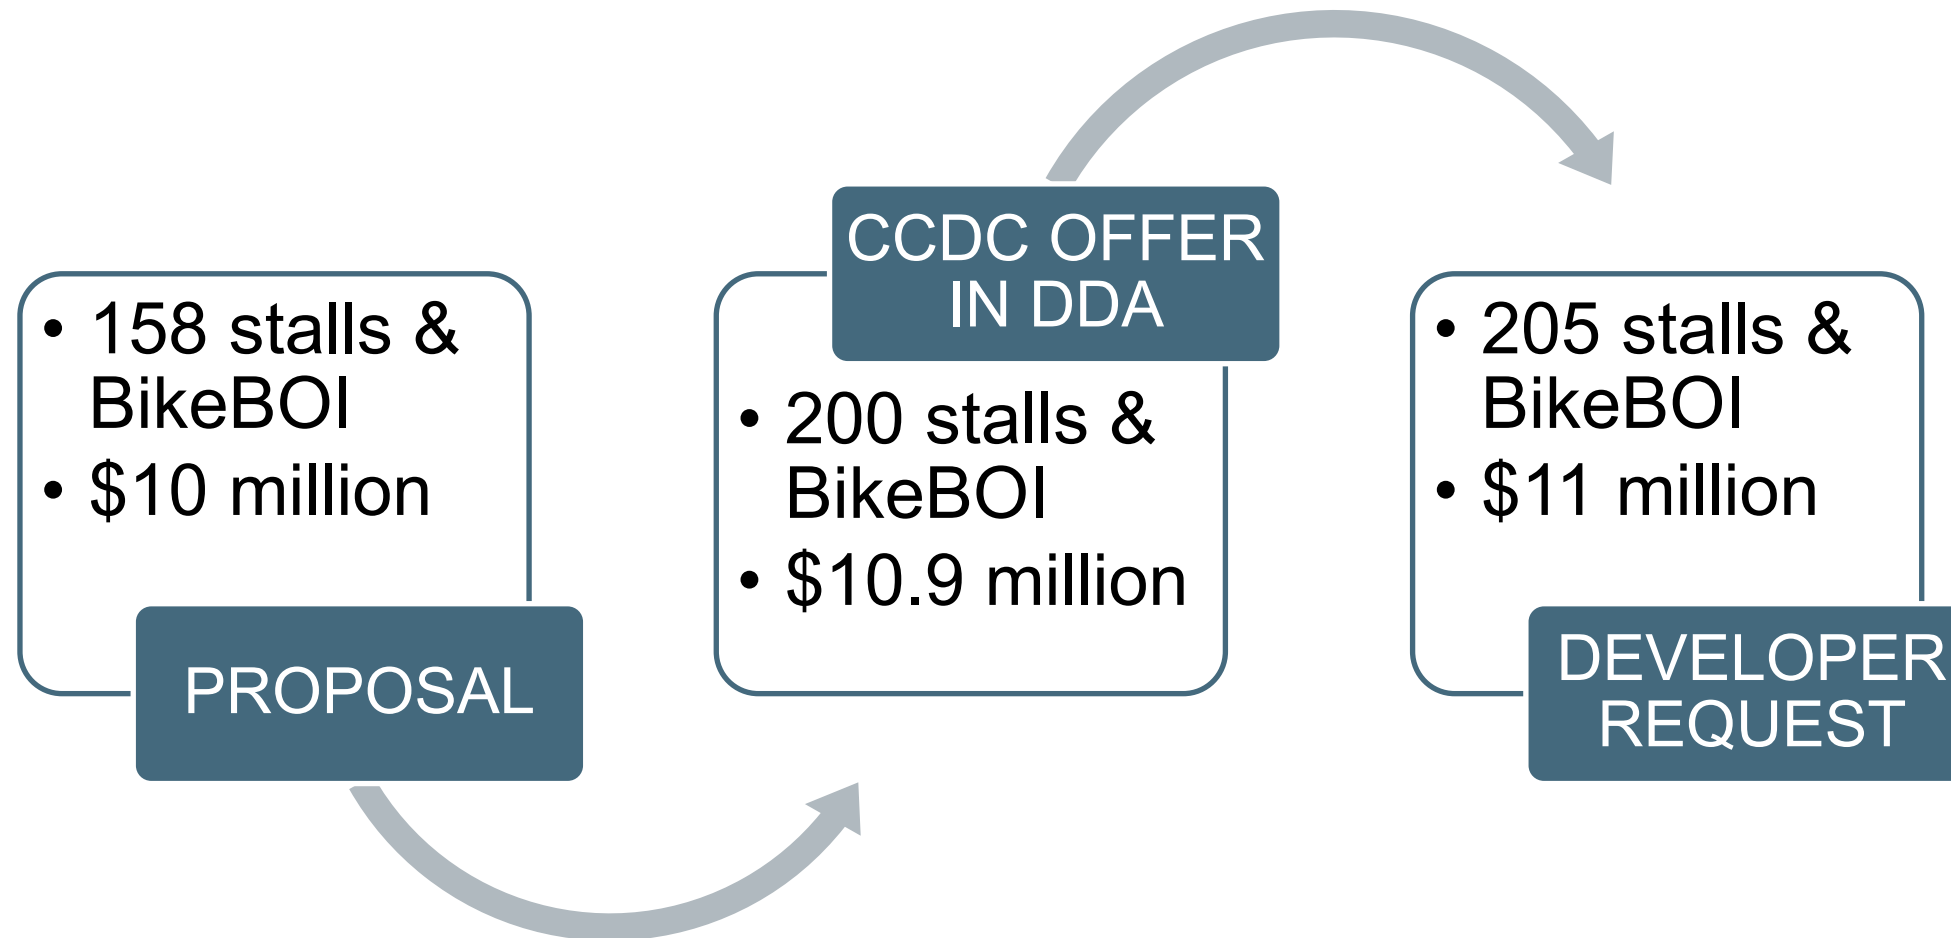 • 158 stalls &
BikeBOI
• $10 million
PROPOSAL
CCDC OFFER
IN DDA
• 200 stalls &
BikeBOI
• $10.9 million
• 205 stalls &
BikeBOI
• $11 million
DEVELOPER
REQUEST